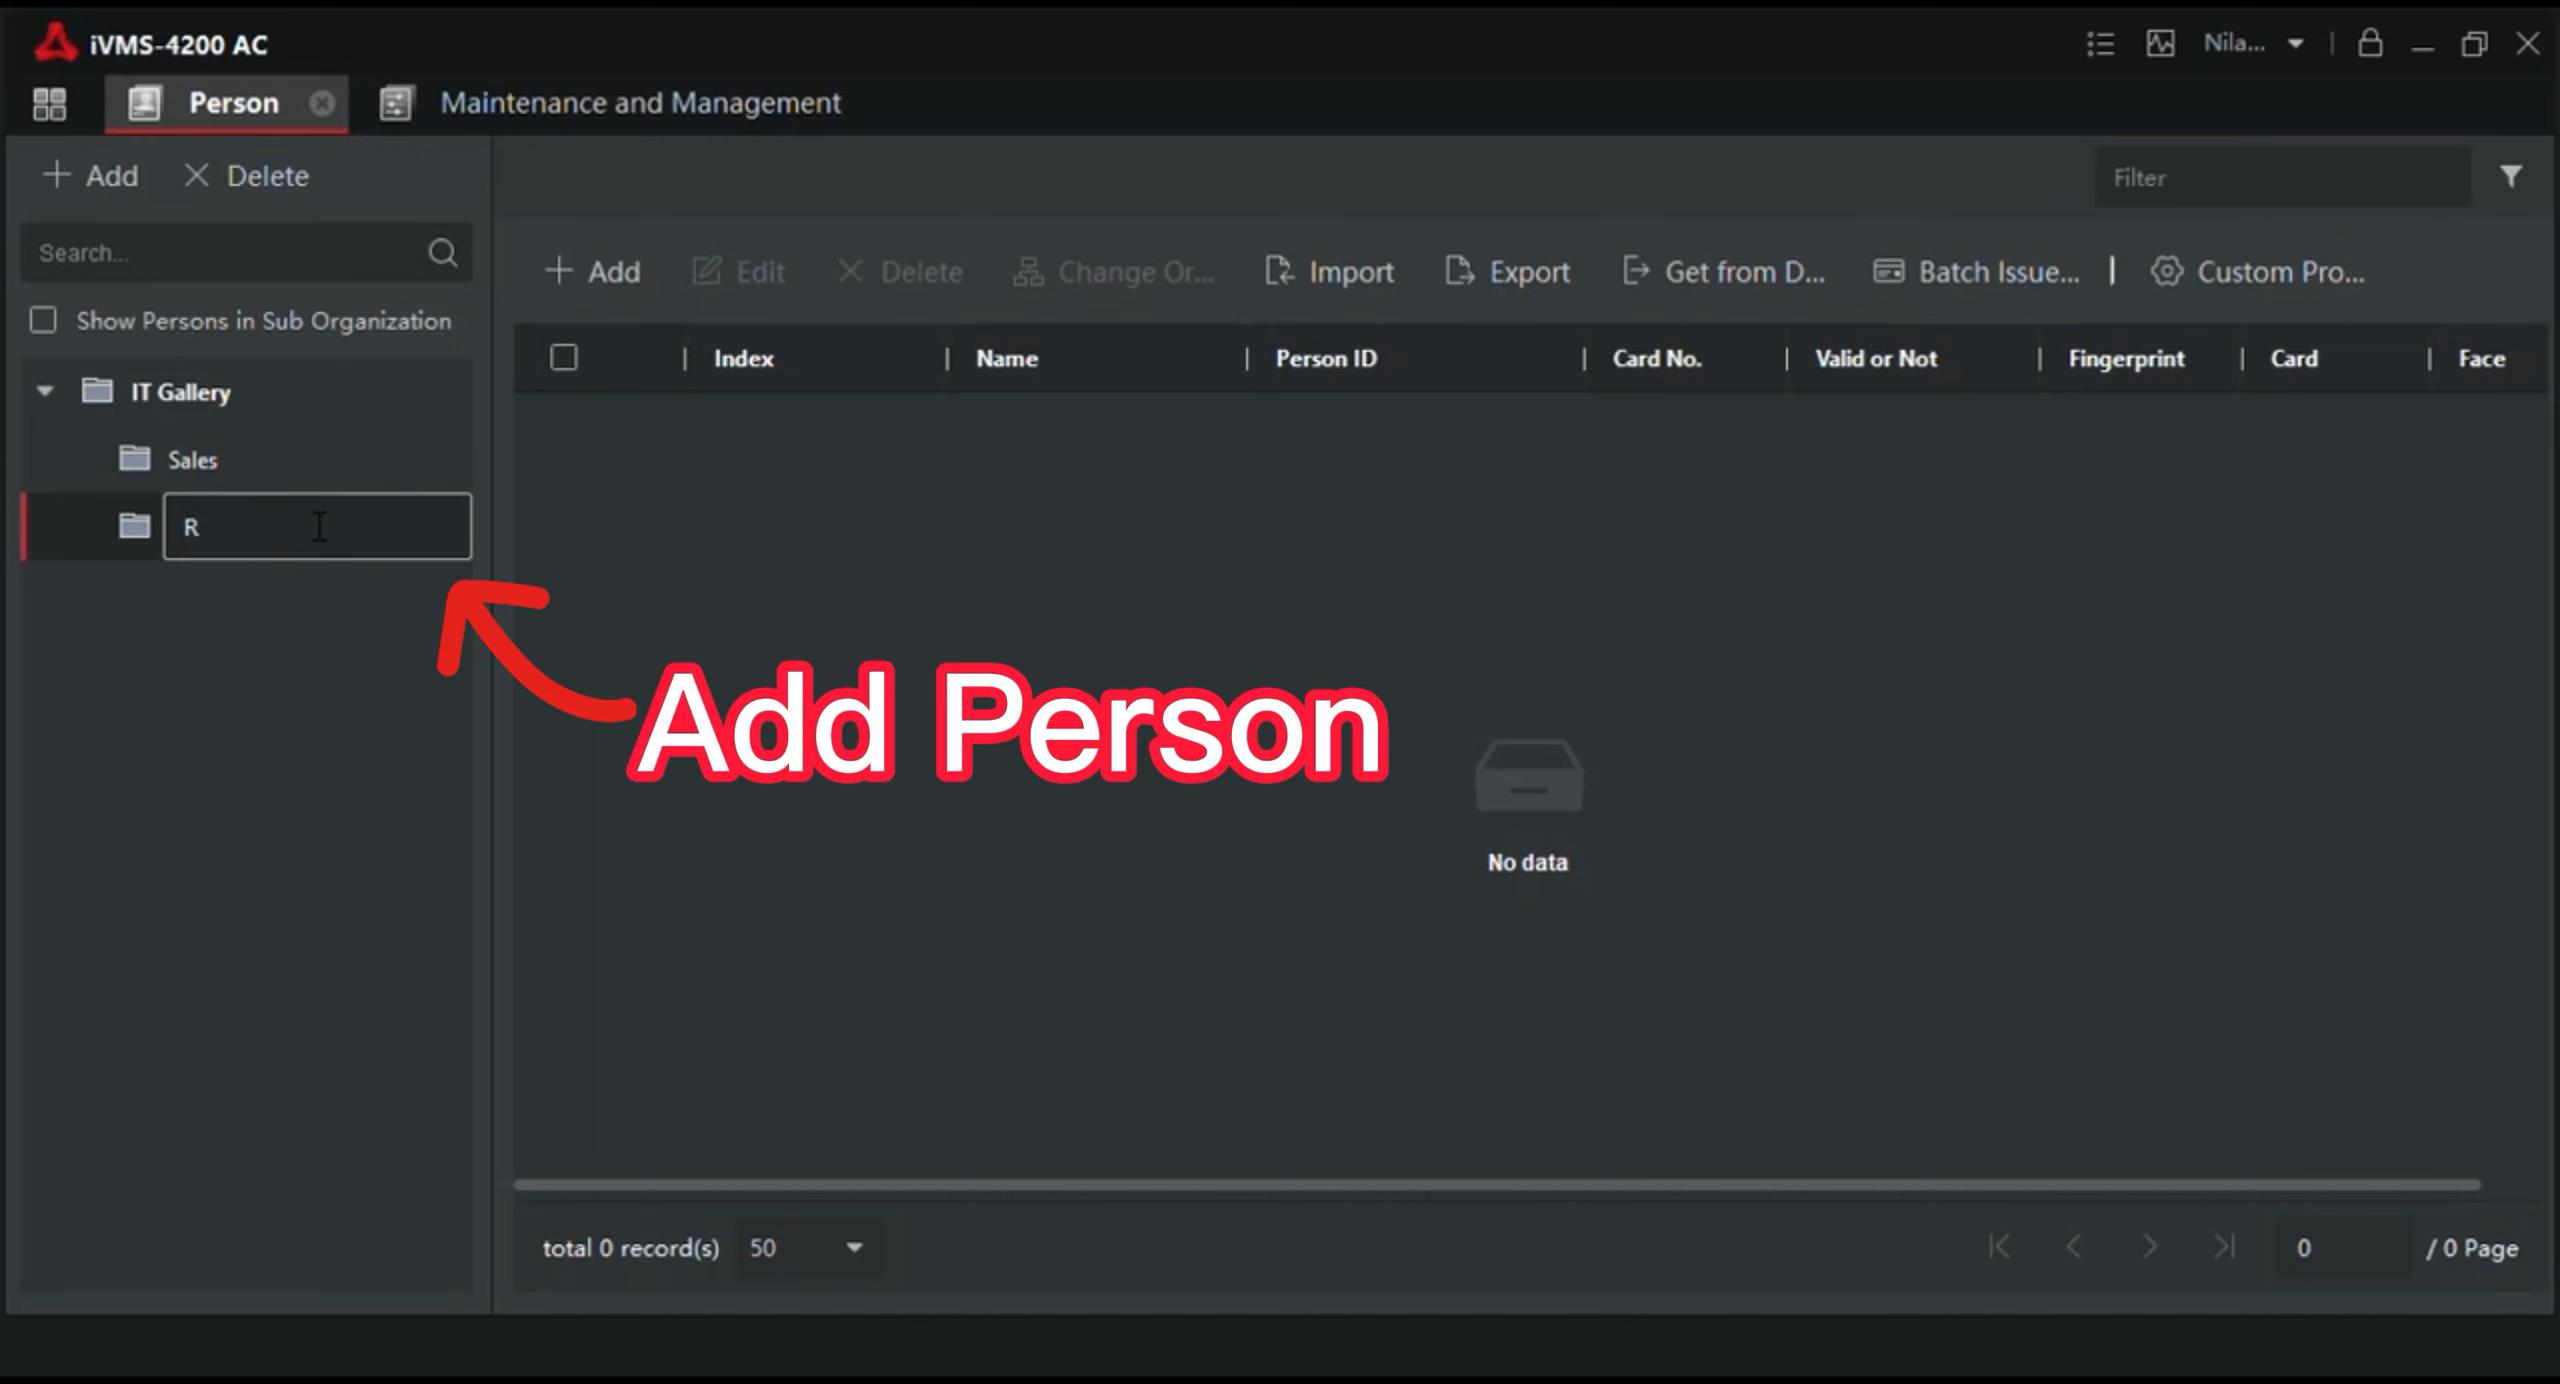 iVMS-4200 AC
Nila...
Person
Maintenance and Management
Add
Delete
Filter
Search...
Add
Edit
Delete
Change Or...
Import
Export
Get from D...
Batch Issue...
Custom Pro...
Show Persons in Sub Organization
Index
Name
Person ID
Card No.
Valid or Not
Fingerprint
Card
Face
IT Gallery
Sales
R
Add Person
No data
total 0 record(s)
50
0
/ 0 Page